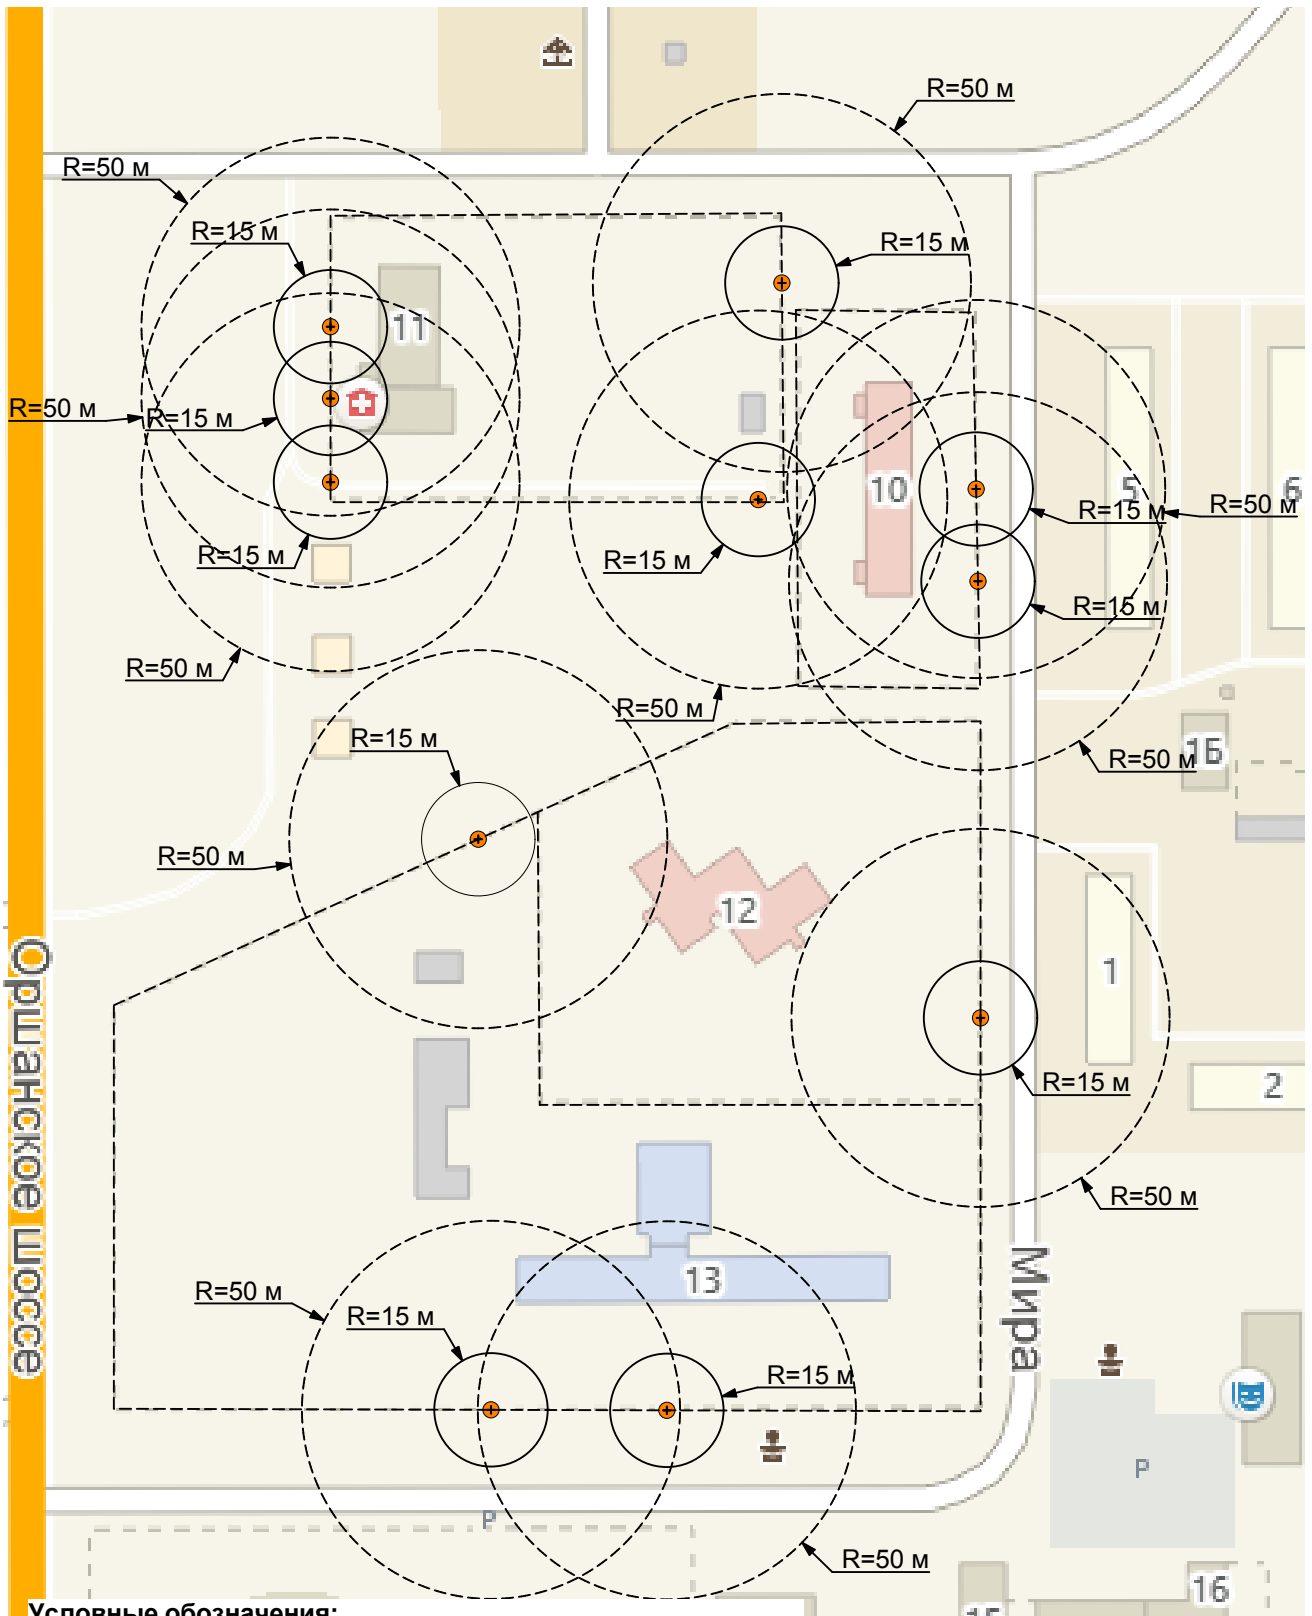 R=50 м
R=50 м
R=15 м
R=15 м
11
R=50 м
R=15 м
10
5
6
R=15 м
R=50 м
R=15 м
R=15 м
R=15 м
R=50 м
R=50 м
R=15 м
1Б
R=50 м
R=50 м
12
1
Оршанское шоссе
R=15 м
2
R=50 м
13
Мира
R=50 м
R=15 м
R=15 м
P
P
R=50 м
16
15
Условные обозначения: